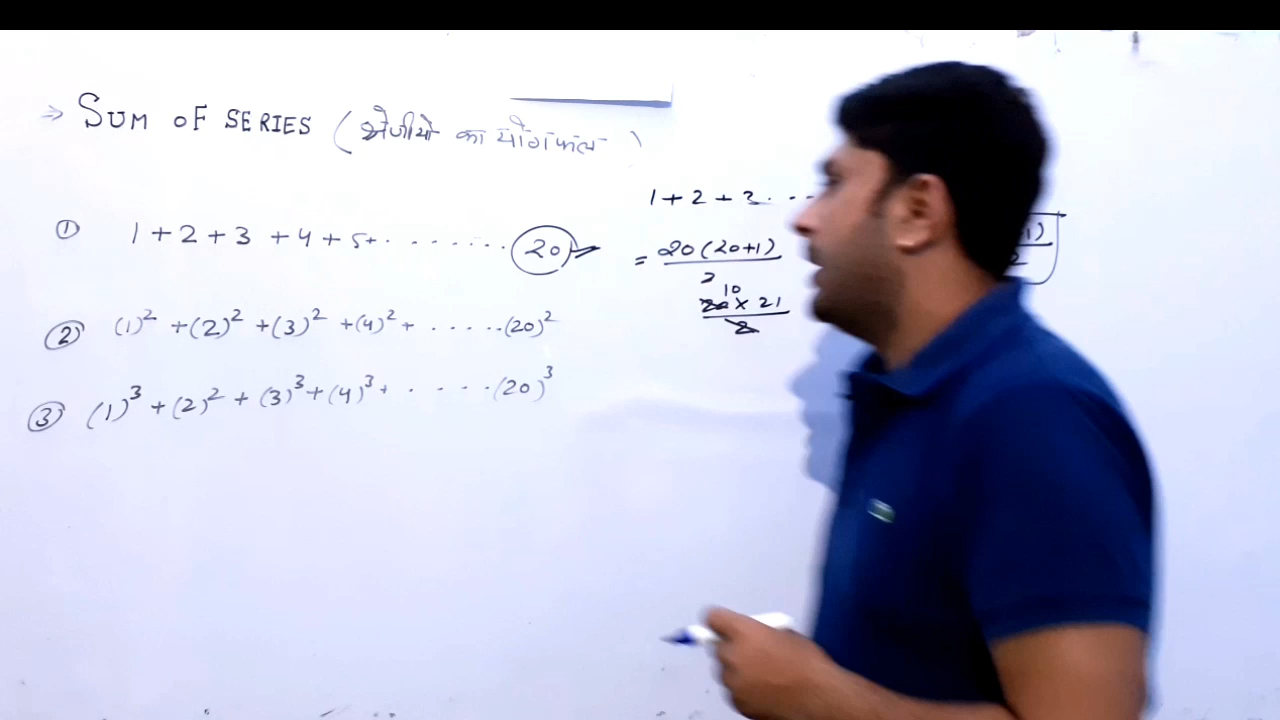 ⇒ SUM OF SERIES (श्रेणीयो का योगफल)
① 1 + 2 + 3 + 4 + 5 + . . . . . . . 20
② (1)² + (2)² + (3)² + (4)² + . . . . . (20)²
③ (1)³ + (2)² + (3)³ + (4)³ + . . . . (20)³
1 + 2 + 3 . . . .
= 20(20+1)
2
10
20 × 21
2
1)
2